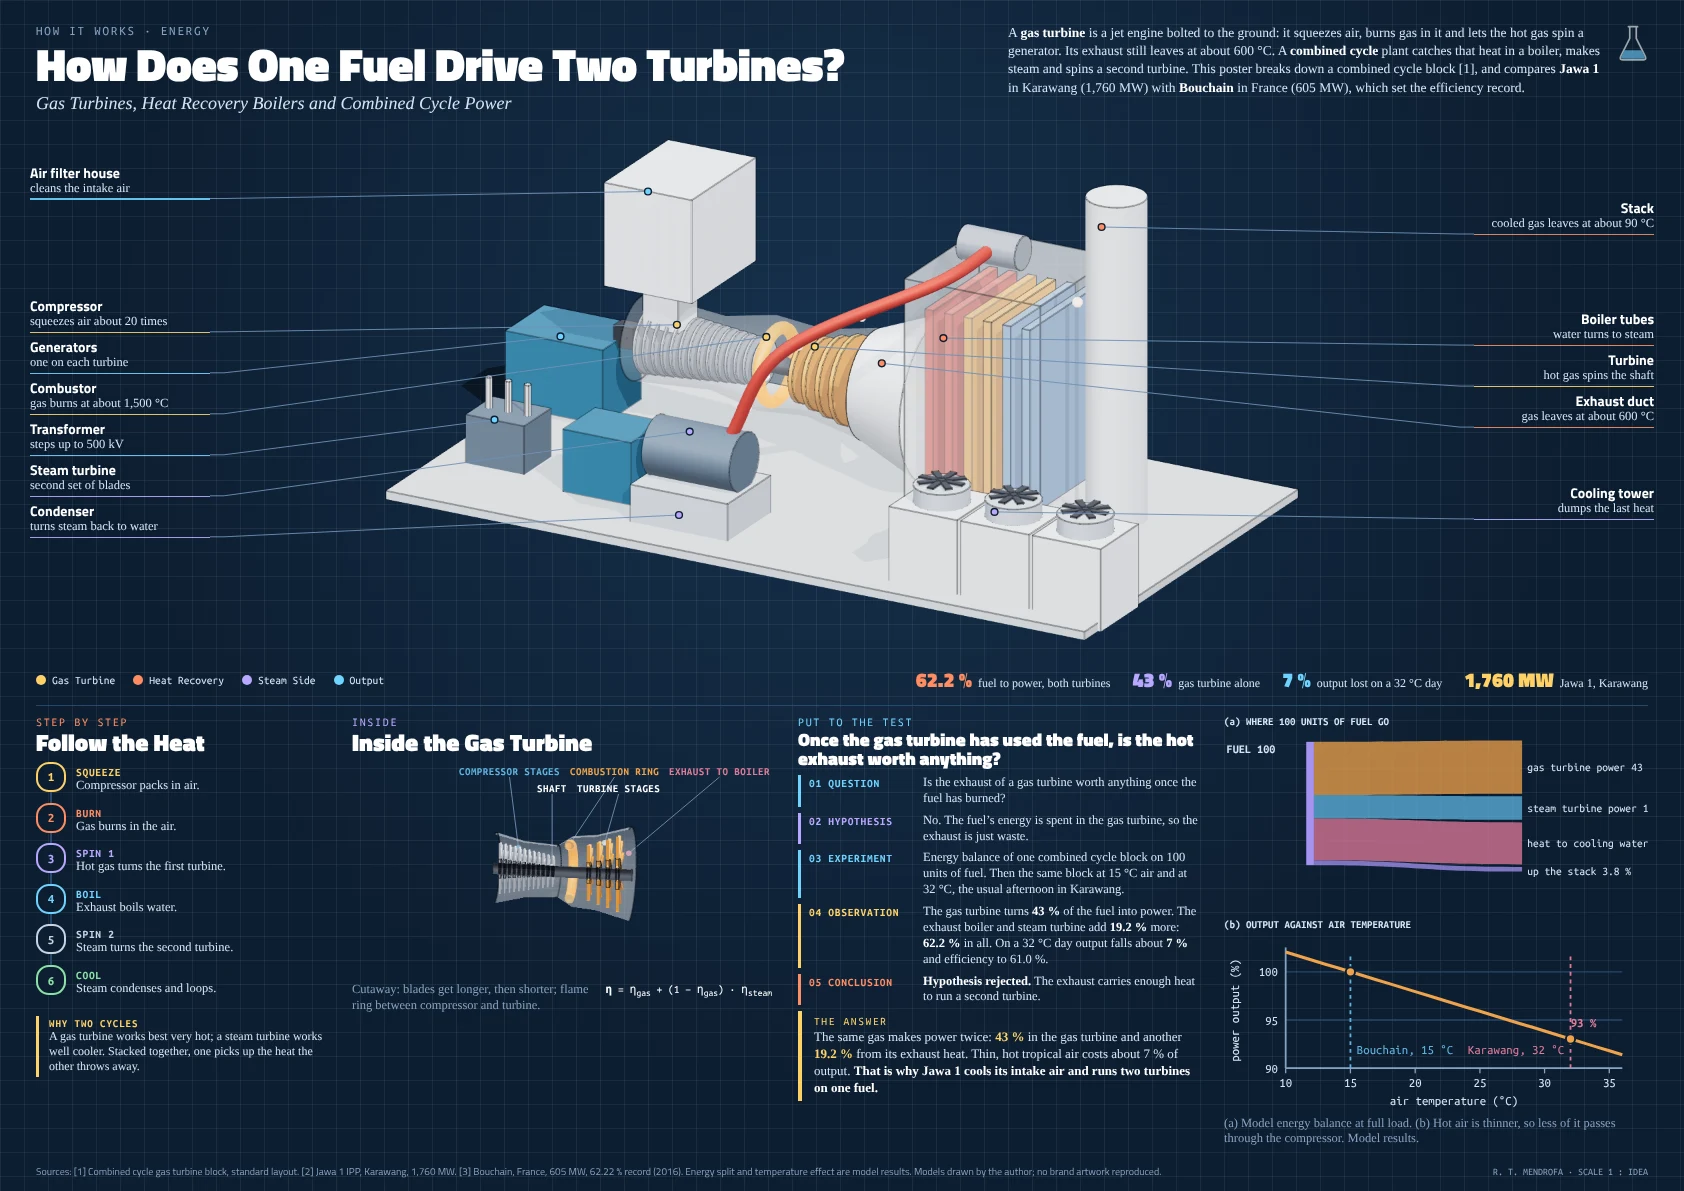 HOW IT WORKS · ENERGY
How Does One Fuel Drive Two Turbines?
Gas Turbines, Heat Recovery Boilers and Combined Cycle Power
A gas turbine is a jet engine bolted to the ground: it squeezes air, burns gas in it and lets the hot gas spin a
generator. Its exhaust still leaves at about 600 °C. A combined cycle plant catches that heat in a boiler, makes
steam and spins a second turbine. This poster breaks down a combined cycle block [1], and compares Jawa 1
in Karawang (1,760 MW) with Bouchain in France (605 MW), which set the efficiency record.
Air filter house
cleans the intake air
Compressor
squeezes air about 20 times
Generators
one on each turbine
Combustor
gas burns at about 1,500 °C
Transformer
steps up to 500 kV
Steam turbine
second set of blades
Condenser
turns steam back to water
Stack
cooled gas leaves at about 90 °C
Boiler tubes
water turns to steam
Turbine
hot gas spins the shaft
Exhaust duct
gas leaves at about 600 °C
Cooling tower
dumps the last heat
Gas Turbine
Heat Recovery
Steam Side
Output
62.2 % fuel to power, both turbines
43 % gas turbine alone
7 % output lost on a 32 °C day
1,760 MW Jawa 1, Karawang
STEP BY STEP
Follow the Heat
1 SQUEEZE
Compressor packs in air.
2 BURN
Gas burns in the air.
3 SPIN 1
Hot gas turns the first turbine.
4 BOIL
Exhaust boils water.
5 SPIN 2
Steam turns the second turbine.
6 COOL
Steam condenses and loops.
WHY TWO CYCLES
A gas turbine works best very hot; a steam turbine works
well cooler. Stacked together, one picks up the heat the
other throws away.
INSIDE
Inside the Gas Turbine
COMPRESSOR STAGES COMBUSTION RING EXHAUST TO BOILER
SHAFT TURBINE STAGES
Cutaway: blades get longer, then shorter; flame
ring between compressor and turbine.
η = ηgas + (1 − ηgas) · ηsteam
PUT TO THE TEST
Once the gas turbine has used the fuel, is the hot
exhaust worth anything?
01 QUESTION
Is the exhaust of a gas turbine worth anything once the
fuel has burned?
02 HYPOTHESIS
No. The fuel’s energy is spent in the gas turbine, so the
exhaust is just waste.
03 EXPERIMENT
Energy balance of one combined cycle block on 100
units of fuel. Then the same block at 15 °C air and at
32 °C, the usual afternoon in Karawang.
04 OBSERVATION
The gas turbine turns 43 % of the fuel into power. The
exhaust boiler and steam turbine add 19.2 % more:
62.2 % in all. On a 32 °C day output falls about 7 %
and efficiency to 61.0 %.
05 CONCLUSION
Hypothesis rejected. The exhaust carries enough heat
to run a second turbine.
THE ANSWER
The same gas makes power twice: 43 % in the gas turbine and another
19.2 % from its exhaust heat. Thin, hot tropical air costs about 7 % of
output. That is why Jawa 1 cools its intake air and runs two turbines
on one fuel.
(a) WHERE 100 UNITS OF FUEL GO
FUEL 100
gas turbine power 43
steam turbine power 1
heat to cooling water
up the stack 3.8 %
(b) OUTPUT AGAINST AIR TEMPERATURE
power output (%)
100
95
90
93 %
Bouchain, 15 °C
Karawang, 32 °C
10 15 20 25 30 35
air temperature (°C)
(a) Model energy balance at full load. (b) Hot air is thinner, so less of it passes
through the compressor. Model results.
Sources: [1] Combined cycle gas turbine block, standard layout. [2] Jawa 1 IPP, Karawang, 1,760 MW. [3] Bouchain, France, 605 MW, 62.22 % record (2016). Energy split and temperature effect are model results. Models drawn by the author; no brand artwork reproduced.
R. T. MENDROFA · SCALE 1 : IDEA